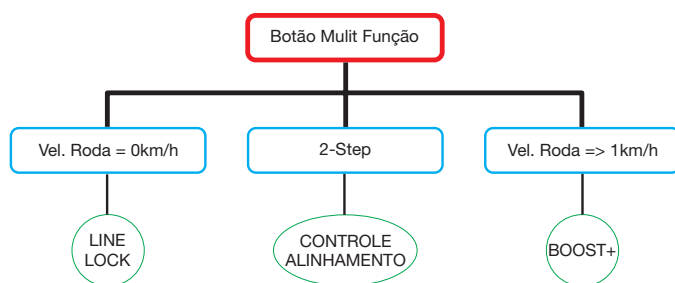 Botão Mulit Função
Vel. Roda = 0km/h
2-Step
Vel. Roda => 1km/h
LINE
LOCK
CONTROLE
ALINHAMENTO
BOOST+